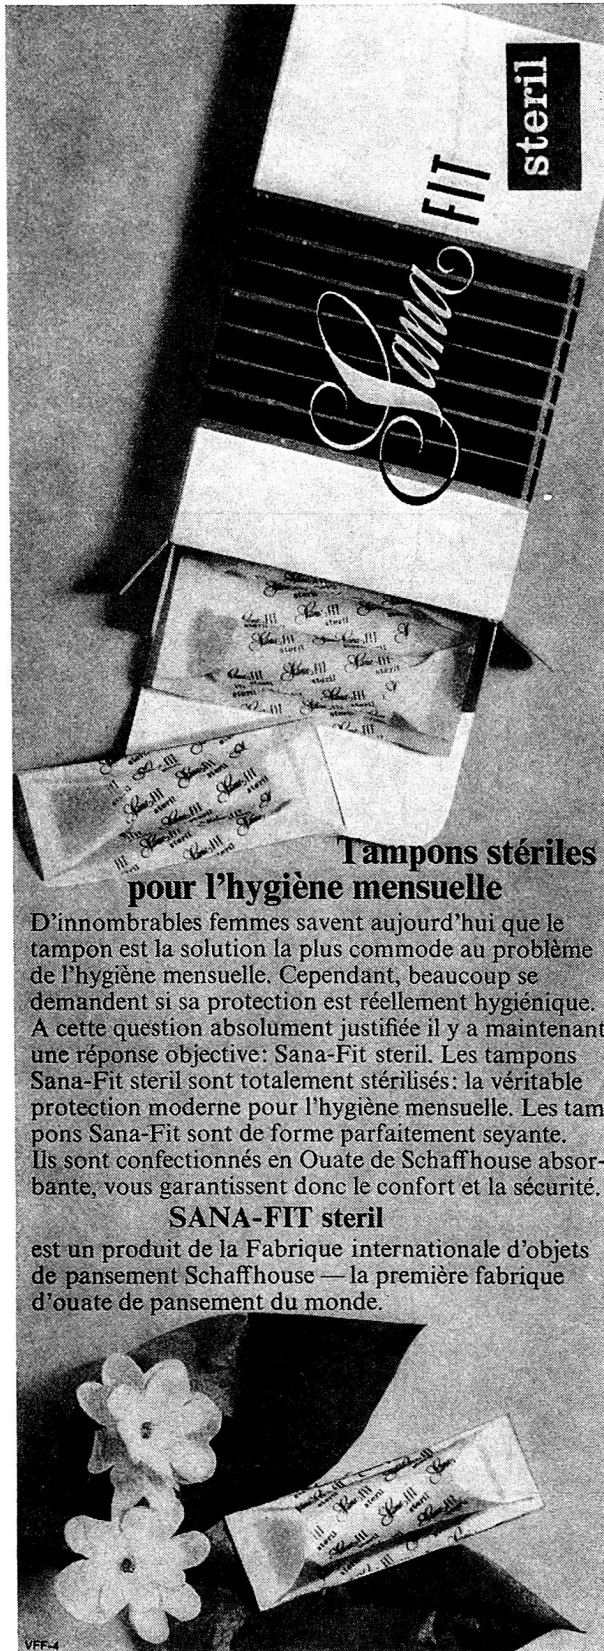 steril
Sana FIT
Tampons stériles
pour l'hygiène mensuelle
D'innombrables femmes savent aujourd'hui que le
tampon est la solution la plus commode au problème
de l'hygiène mensuelle. Cependant, beaucoup se
demandent si sa protection est réellement hygiénique.
A cette question absolument justifiée il y a maintenant
une réponse objective: Sana-Fit steril. Les tampons
Sana-Fit steril sont totalement stérilisés: la véritable
protection moderne pour l'hygiène mensuelle. Les tam
pons Sana-Fit sont de forme parfaitement seyante.
Ils sont confectionnés en Ouate de Schaffhouse absor-
bante, vous garantissent donc le confort et la sécurité.
SANA-FIT steril
est un produit de la Fabrique internationale d'objets
de pansement Schaffhouse — la première fabrique
d'ouate de pansement du monde.
VFF-4